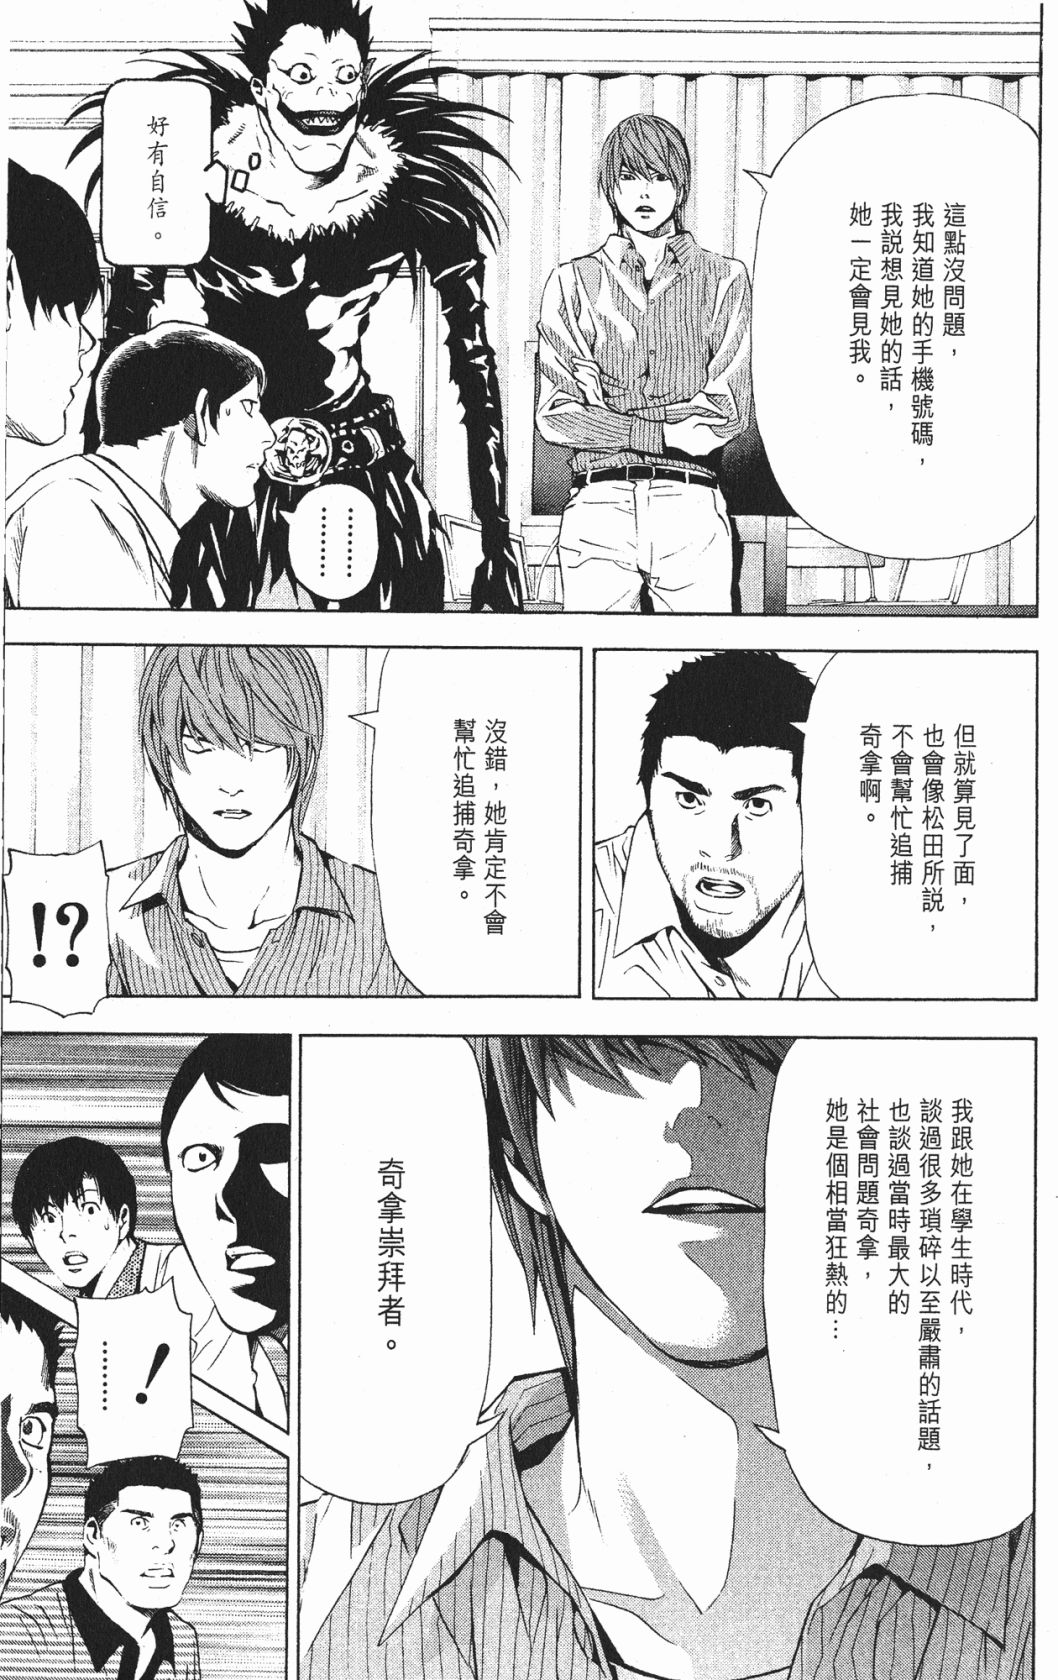 這點沒問題，
我知道她的手機號碼，
我說想見她的話，
她一定會見我。
好有自信。
…………
但就算見了面，
也會像松田所說，
不會幫忙追捕
奇拿啊。
沒錯，她肯定不會
幫忙追捕奇拿。
!?
我跟她在學生時代，
談過很多瑣碎以至嚴肅的話題，
也談過當時最大的
社會問題奇拿，
她是個相當狂熱的…
奇拿崇拜者。
！
……